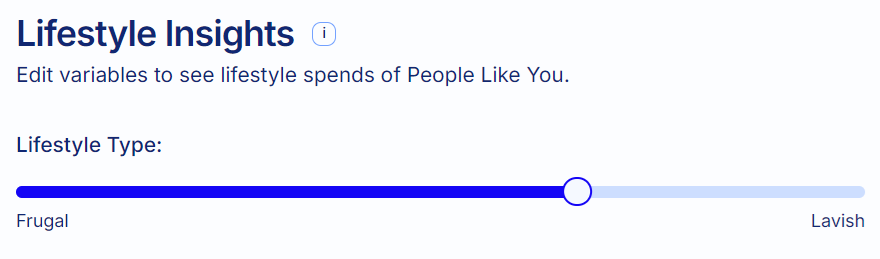 Lifestyle Insights i
Edit variables to see lifestyle spends of People Like You.
Lifestyle Type:
Frugal Lavish